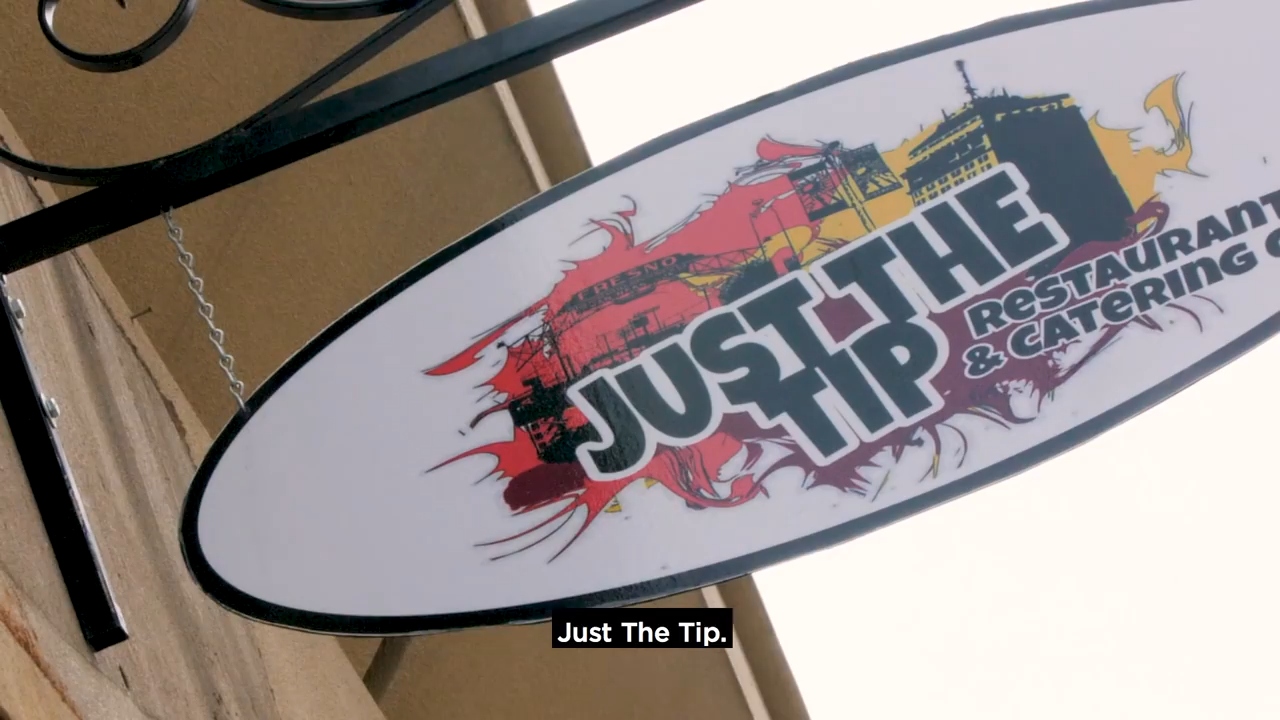 FRESNO
JUST THE
TIP
RESTAURANT
& CATERING
Just The Tip.